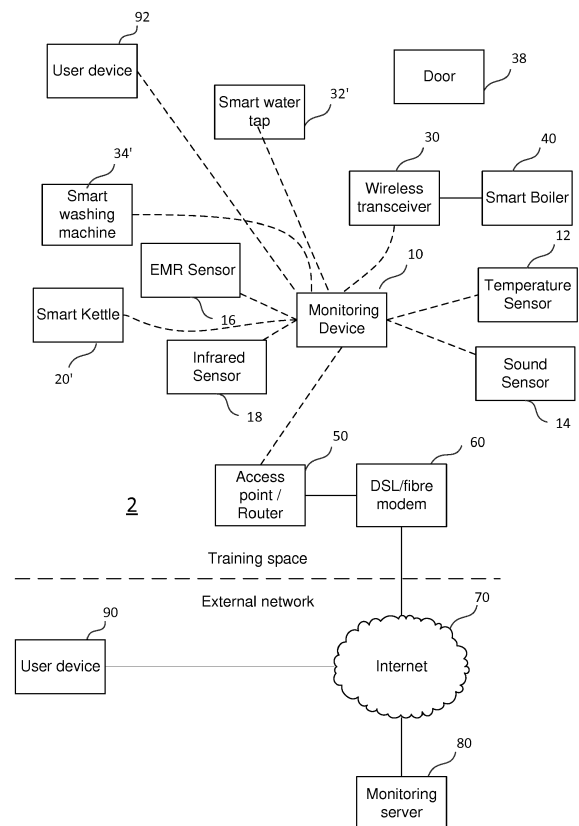 92
User device
38
Door
32'
Smart water
tap
34'
Smart
washing
machine
30
Wireless
transceiver
40
Smart Boiler
10
Monitoring
Device
12
Temperature
Sensor
EMR Sensor
16
Smart Kettle
20'
Infrared
Sensor
18
Sound
Sensor
14
50
Access
point /
Router
60
DSL/fibre
modem
2
Training space
External network
90
User device
70
Internet
80
Monitoring
server